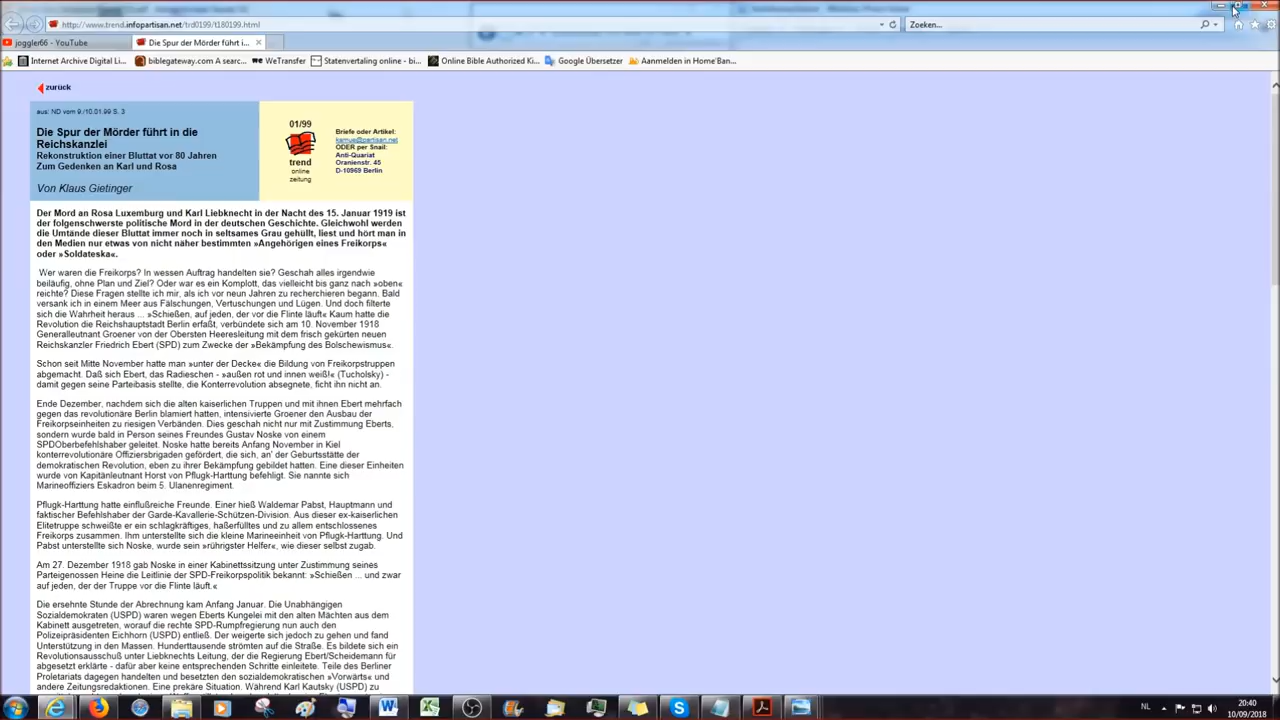 http://www.trend.infopartisan.net/trd0199/t180199.html
Zoeken...
joggler66 - YouTube
Die Spur der Mörder führt in i...
Internet Archive Digital Li...
biblegateway.com A searc...
WeTransfer
Statenvertaling online - bi...
Online Bible Authorized Ki...
Google Übersetzer
Aanmelden in Home'Ban...
zurück
aus: ND vom 9./10.01.99 S. 3
Die Spur der Mörder führt in die
Reichskanzlei
Rekonstruktion einer Bluttat vor 80 Jahren
Zum Gedenken an Karl und Rosa
Von Klaus Gietinger
01/99
trend
online
zeitung
Briefe oder Artikel:
kamue@partisan.net
ODER per Snail:
Anti-Quariat
Oranienstr. 45
D-10969 Berlin
Der Mord an Rosa Luxemburg und Karl Liebknecht in der Nacht des 15. Januar 1919 ist
der folgenschwerste politische Mord in der deutschen Geschichte. Gleichwohl werden
die Umtände dieser Bluttat immer noch in seltsames Grau gehüllt, liest und hört man in
den Medien nur etwas von nicht näher bestimmten »Angehörigen eines Freikorps«
oder »Soldateska«.
Wer waren die Freikorps? In wessen Auftrag handelten sie? Geschah alles irgendwie
beiläufig, ohne Plan und Ziel? Oder war es ein Komplott, das vielleicht bis ganz nach »oben«
reichte? Diese Fragen stellte ich mir, als ich vor neun Jahren zu recherchieren begann. Bald
versank ich in einem Meer aus Fälschungen, Vertuschungen und Lügen. Und doch filterte
sich die Wahrheit heraus ... »Schießen, auf jeden, der vor die Flinte läuft« Kaum hatte die
Revolution die Reichshauptstadt Berlin erfaßt, verbündete sich am 10. November 1918
Generalleutnant Groener von der Obersten Heeresleitung mit dem frisch gekürten neuen
Reichskanzler Friedrich Ebert (SPD) zum Zwecke der »Bekämpfung des Bolschewismus«.
Schon seit Mitte November hatte man »unter der Decke« die Bildung von Freikorpstruppen
abgemacht. Daß sich Ebert, das Radieschen - »außen rot und innen weiß!« (Tucholsky) -
damit gegen seine Parteibasis stellte, die Konterrevolution absegnete, ficht ihn nicht an.
Ende Dezember, nachdem sich die alten kaiserlichen Truppen und mit ihnen Ebert mehrfach
gegen das revolutionäre Berlin blamiert hatten, intensivierte Groener den Ausbau der
Freikorpseinheiten zu riesigen Verbänden. Dies geschah nicht nur mit Zustimmung Eberts,
sondern wurde bald in Person seines Freundes Gustav Noske von einem
SPDOberbefehlshaber geleitet. Noske hatte bereits Anfang November in Kiel
konterrevolutionäre Offiziersbrigaden gefördert, die sich, an' der Geburtsstätte der
demokratischen Revolution, eben zu ihrer Bekämpfung gebildet hatten. Eine dieser Einheiten
wurde von Kapitänleutnant Horst von Pflugk-Harttung befehligt. Sie nannte sich
Marineoffiziers Eskadron beim 5. Ulanenregiment.
Pflugk-Harttung hatte einflußreiche Freunde. Einer hieß Waldemar Pabst, Hauptmann und
faktischer Befehlshaber der Garde-Kavallerie-Schützen-Division. Aus dieser ex-kaiserlichen
Elitetruppe schweißte er ein schlagkräftiges, haßerfülltes und zu allem entschlossenes
Freikorps zusammen. Ihm unterstellte sich die kleine Marineeinheit von Pflugk-Harttung. Und
Pabst unterstellte sich Noske, wurde sein »rührigster Helfer«, wie dieser selbst zugab.
Am 27. Dezember 1918 gab Noske in einer Kabinettssitzung unter Zustimmung seines
Parteigenossen Heine die Leitlinie der SPD-Freikorpspolitik bekannt: »Schießen ... und zwar
auf jeden, der der Truppe vor die Flinte läuft.«
Die ersehnte Stunde der Abrechnung kam Anfang Januar. Die Unabhängigen
Sozialdemokraten (USPD) waren wegen Eberts Kungelei mit den alten Mächten aus dem
Kabinett ausgetreten, worauf die rechte SPD-Rumpfregierung nun auch den
Polizeipräsidenten Eichhorn (USPD) entließ. Der weigerte sich jedoch zu gehen und fand
Unterstützung in den Massen. Hunderttausende strömten auf die Straße. Es bildete sich ein
Revolutionsauschuß unter Liebknechts Leitung, der die Regierung Ebert/Scheidemann für
abgesetzt erklärte - dafür aber keine entsprechenden Schritte einleitete. Teile des Berliner
Proletariats dagegen handelten und besetzten den sozialdemokratischen »Vorwärts« und
andere Zeitungsredaktionen. Eine prekäre Situation. Während Karl Kautsky (USPD) zu
NL
20:40
10/09/2018